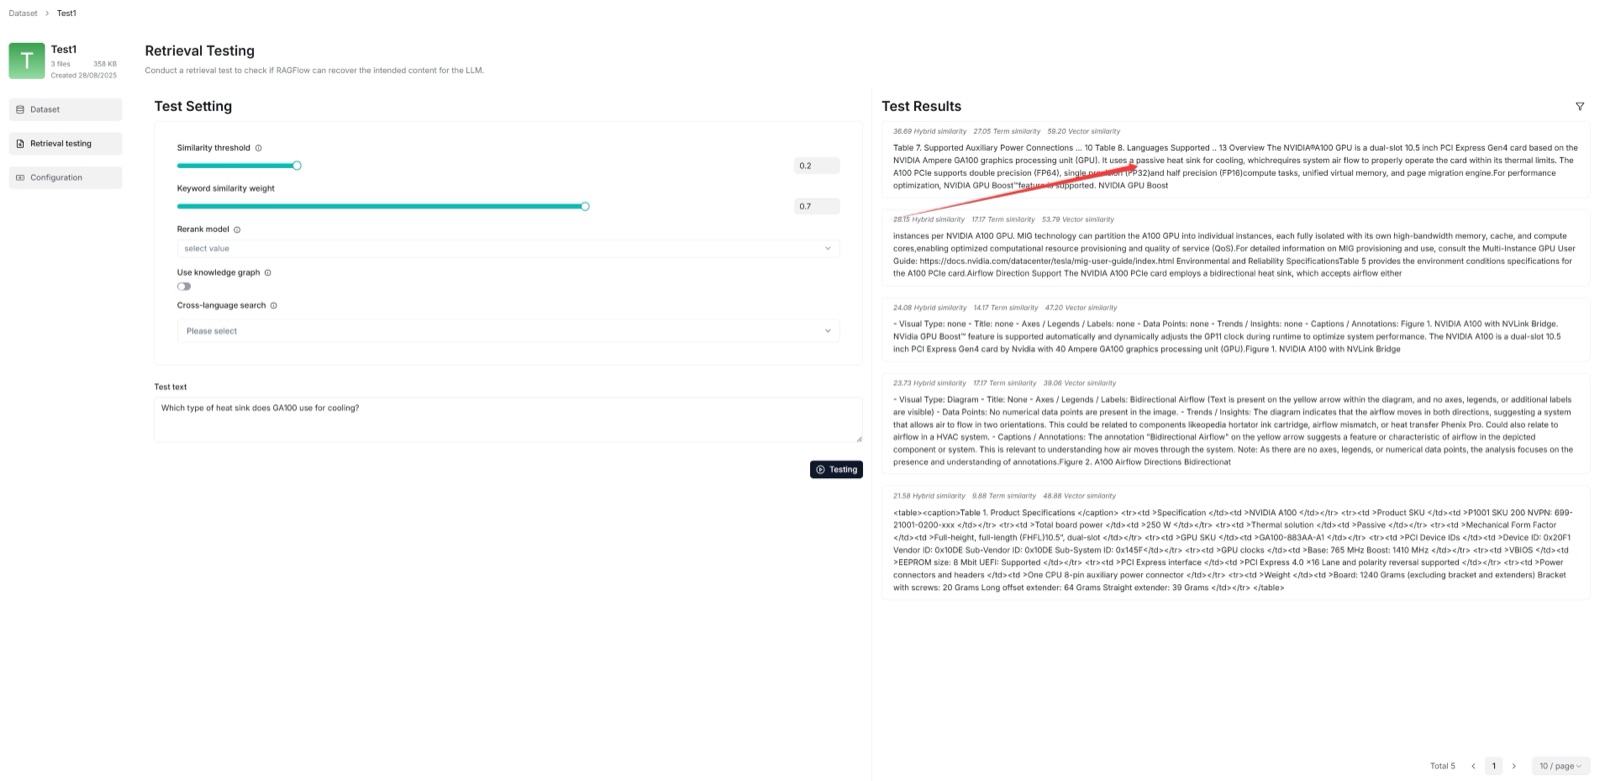 Dataset > Test1
T
Test1
3 files 358 KB
Created 28/08/2025
Dataset
Retrieval testing
Configuration
Retrieval Testing
Conduct a retrieval test to check if RAGFlow can recover the intended content for the LLM.
Test Setting
Similarity threshold
0.2
Keyword similarity weight
0.7
Rerank model
select value
Use knowledge graph
Cross-language search
Please select
Test text
Which type of heat sink does GA100 use for cooling?
Testing
Test Results
36.69 Hybrid similarity 27.05 Term similarity 59.20 Vector similarity
Table 7. Supported Auxiliary Power Connections ... 10 Table 8. Languages Supported .. 13 Overview The NVIDIA®A100 GPU is a dual-slot 10.5 inch PCI Express Gen4 card based on the
NVIDIA Ampere GA100 graphics processing unit (GPU). It uses a passive heat sink for cooling, whichrequires system air flow to properly operate the card within its thermal limits. The
A100 PCIe supports double precision (FP64), single precision (FP32)and half precision (FP16)compute tasks, unified virtual memory, and page migration engine.For performance
optimization, NVIDIA GPU Boost™feature is supported. NVIDIA GPU Boost
28.15 Hybrid similarity 17.17 Term similarity 53.79 Vector similarity
instances per NVIDIA A100 GPU. MIG technology can partition the A100 GPU into individual instances, each fully isolated with its own high-bandwidth memory, cache, and compute
cores,enabling optimized computational resource provisioning and quality of service (QoS).For detailed information on MIG provisioning and use, consult the Multi-Instance GPU User
Guide: https://docs.nvidia.com/datacenter/tesla/mig-user-guide/index.html Environmental and Reliability SpecificationsTable 5 provides the environment conditions specifications for
the A100 PCIe card.Airflow Direction Support The NVIDIA A100 PCIe card employs a bidirectional heat sink, which accepts airflow either
24.08 Hybrid similarity 14.17 Term similarity 47.20 Vector similarity
- Visual Type: none - Title: none - Axes / Legends / Labels: none - Data Points: none - Trends / Insights: none - Captions / Annotations: Figure 1. NVIDIA A100 with NVLink Bridge.
NVidia GPU Boost™ feature is supported automatically and dynamically adjusts the GP11 clock during runtime to optimize system performance. The NVIDIA A100 is a dual-slot 10.5
inch PCI Express Gen4 card by Nvidia with 40 Ampere GA100 graphics processing unit (GPU).Figure 1. NVIDIA A100 with NVLink Bridge
23.73 Hybrid similarity 17.17 Term similarity 39.06 Vector similarity
- Visual Type: Diagram - Title: None - Axes / Legends / Labels: Bidirectional Airflow (Text is present on the yellow arrow within the diagram, and no axes, legends, or additional labels
are visible) - Data Points: No numerical data points are present in the image. - Trends / Insights: The diagram indicates that the airflow moves in both directions, suggesting a system
that allows air to flow in two orientations. This could be related to components likeopedia hortator ink cartridge, airflow mismatch, or heat transfer Phenix Pro. Could also relate to
airflow in a HVAC system. - Captions / Annotations: The annotation "Bidirectional Airflow" on the yellow arrow suggests a feature or characteristic of airflow in the depicted
component or system. This is relevant to understanding how air moves through the system. Note: As there are no axes, legends, or numerical data points, the analysis focuses on the
presence and understanding of annotations.Figure 2. A100 Airflow Directions Bidirectionat
21.58 Hybrid similarity 9.88 Term similarity 48.88 Vector similarity
<table><caption>Table 1. Product Specifications </caption> <tr><td >Specification </td><td >NVIDIA A100 </td></tr> <tr><td >Product SKU </td><td >P1001 SKU 200 NVPN: 699-
21001-0200-xxx </td></tr> <tr><td >Total board power </td><td >250 W </td></tr> <tr><td >Thermal solution </td><td >Passive </td></tr> <tr><td >Mechanical Form Factor
</td><td >Full-height, full-length (FHFL)10.5", dual-slot </td></tr> <tr><td >GPU SKU </td><td >GA100-883AA-A1 </td></tr> <tr><td >PCI Device IDs </td><td >Device ID: 0x20F1
Vendor ID: 0x10DE Sub-Vendor ID: 0x10DE Sub-System ID: 0x145F</td></tr> <tr><td >GPU clocks </td><td >Base: 765 MHz Boost: 1410 MHz </td></tr> <tr><td >VBIOS </td><td
>EEPROM size: 8 Mbit UEFI: Supported </td></tr> <tr><td >PCI Express interface </td><td >PCI Express 4.0 ×16 Lane and polarity reversal supported </td></tr> <tr><td >Power
connectors and headers </td><td >One CPU 8-pin auxiliary power connector </td></tr> <tr><td >Weight </td><td >Board: 1240 Grams (excluding bracket and extenders) Bracket
with screws: 20 Grams Long offset extender: 64 Grams Straight extender: 39 Grams </td></tr> </table>
Total 5 < 1 > 10 / page